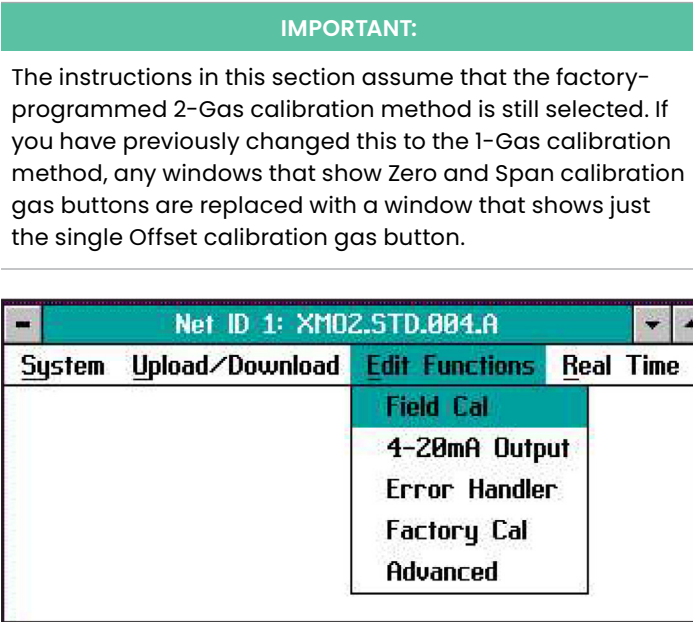 IMPORTANT:
The instructions in this section assume that the factory-
programmed 2-Gas calibration method is still selected. If
you have previously changed this to the 1-Gas calibration
method, any windows that show Zero and Span calibration
gas buttons are replaced with a window that shows just
the single Offset calibration gas button.
Net ID 1: XMO2.STD.004.A
System Upload/Download Edit Functions Real Time
Field Cal
4-20mA Output
Error Handler
Factory Cal
Advanced